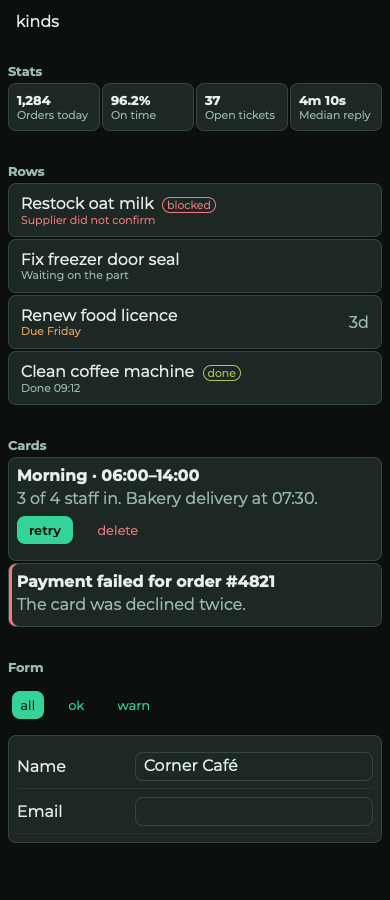 kinds
Stats
1,284
Orders today
96.2%
On time
37
Open tickets
4m 10s
Median reply
Rows
Restock oat milk blocked
Supplier did not confirm
Fix freezer door seal
Waiting on the part
Renew food licence
Due Friday
3d
Clean coffee machine done
Done 09:12
Cards
Morning · 06:00–14:00
3 of 4 staff in. Bakery delivery at 07:30.
retry delete
Payment failed for order #4821
The card was declined twice.
Form
all ok warn
Name Corner Café
Email